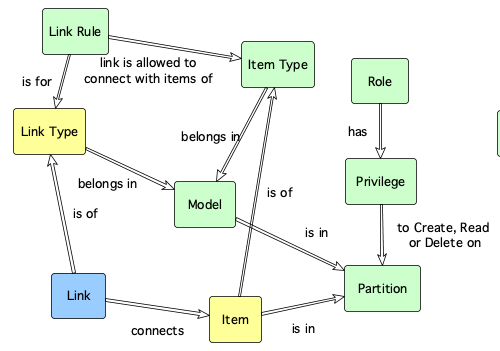 Link Rule
link is allowed to
connect with items of
Item Type
is for
Role
Link Type
belongs in
has
belongs in
Privilege
is of
Model
is of
is in
to Create, Read
or Delete on
Link
Partition
connects
Item
is in